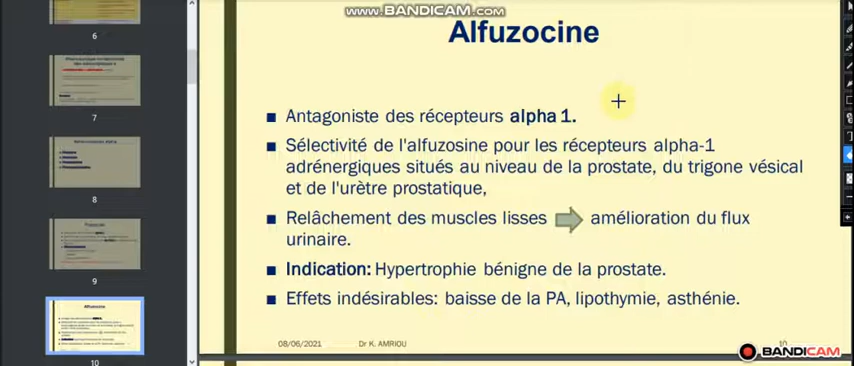 www.BANDICAM.com
Alfuzocine
6
7
8
9
Alfuzocine
10
Antagoniste des récepteurs alpha 1.
Sélectivité de l'alfuzosine pour les récepteurs alpha-1
adrénergiques situés au niveau de la prostate, du trigone vésical
et de l'urètre prostatique,
Relâchement des muscles lisses amélioration du flux
urinaire.
Indication: Hypertrophie bénigne de la prostate.
Effets indésirables: baisse de la PA, lipothymie, asthénie.
08/06/2021 Dr K. AMRIOU 10
BANDICAM